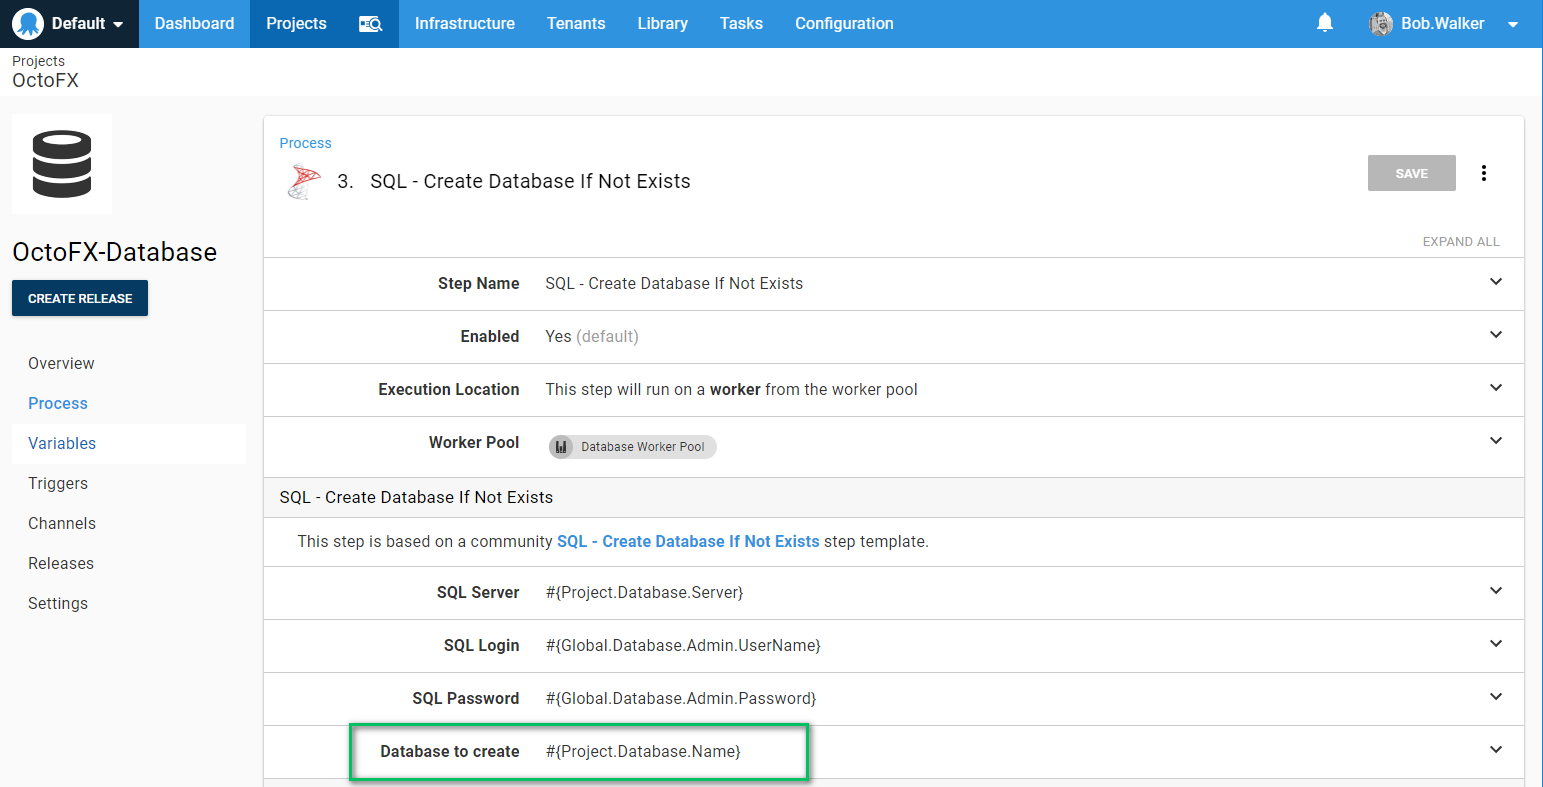 Default Dashboard Projects Infrastructure Tenants Library Tasks Configuration Bob.Walker
Projects
OctoFX
OctoFX-Database
CREATE RELEASE
Overview
Process
Variables
Triggers
Channels
Releases
Settings
Process
3. SQL - Create Database If Not Exists
SAVE
EXPAND ALL
Step Name SQL - Create Database If Not Exists
Enabled Yes (default)
Execution Location This step will run on a worker from the worker pool
Worker Pool Database Worker Pool
SQL - Create Database If Not Exists
This step is based on a community SQL - Create Database If Not Exists step template.
SQL Server #{Project.Database.Server}
SQL Login #{Global.Database.Admin.UserName}
SQL Password #{Global.Database.Admin.Password}
Database to create #{Project.Database.Name}